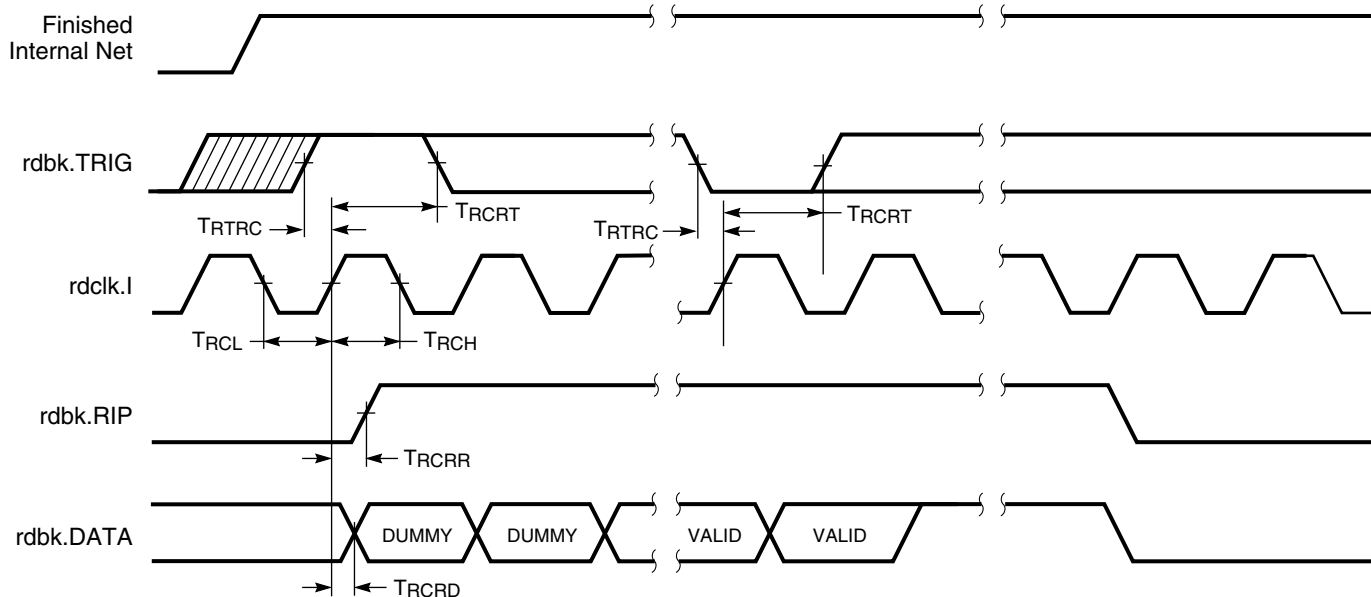 Finished
Internal Net
rdbk.TRIG
TRTRC
TRCRT
TRTRC
TRCRT
rdclk.I
TRCL
TRCH
rdbk.RIP
TRCRR
rdbk.DATA
DUMMY
DUMMY
VALID
VALID
TRCRD